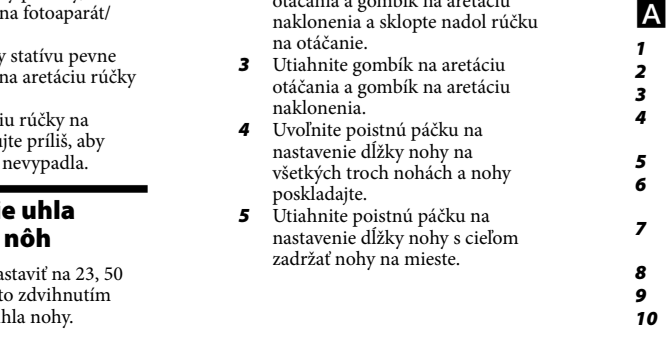 na fotoaparát/
y statívu pevne
na aretáciu rúčky
iu rúčky na
jte príliš, aby
nevypadla.
ie uhla
nôh
astaviť na 23, 50
to zdvihnutím
uhla nohy.
otáčania a gombík na aretáciu
naklonenia a sklopte nadol rúčku
na otáčanie.
3 Utiahnite gombík na aretáciu
otáčania a gombík na aretáciu
naklonenia.
4 Uvoľnite poistnú páčku na
nastavenie dĺžky nohy na
všetkých troch nohách a nohy
poskladajte.
5 Utiahnite poistnú páčku na
nastavenie dĺžky nohy s cieľom
zadržať nohy na mieste.
A
1
2
3
4
5
6
7
8
9
10